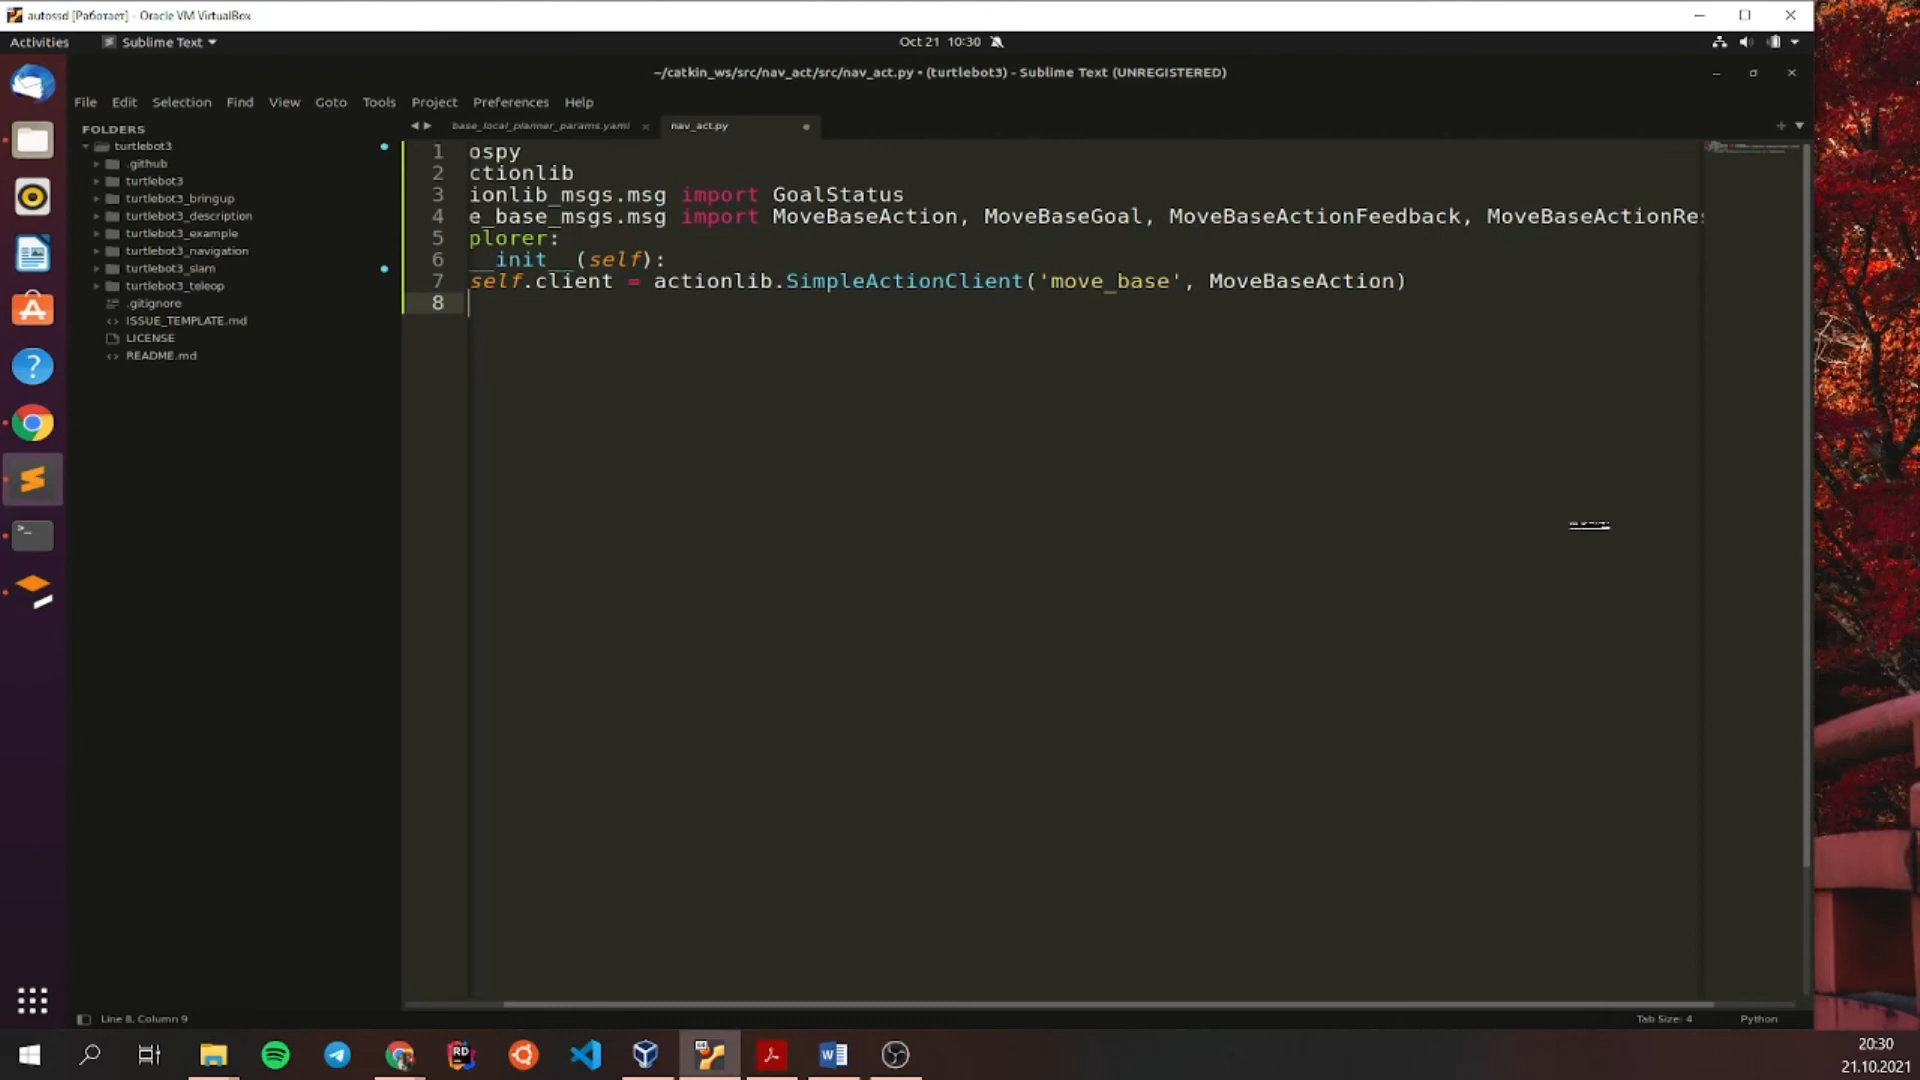 autossd [Работает] - Oracle VM VirtualBox
Activities
Sublime Text
Oct 21 10:30
~/catkin_ws/src/nav_act/src/nav_act.py • (turtlebot3) - Sublime Text (UNREGISTERED)
File Edit Selection Find View Goto Tools Project Preferences Help
FOLDERS
turtlebot3
.github
turtlebot3
turtlebot3_bringup
turtlebot3_description
turtlebot3_example
turtlebot3_navigation
turtlebot3_slam
turtlebot3_teleop
.gitignore
ISSUE_TEMPLATE.md
LICENSE
README.md
base_local_planner_params.yaml
nav_act.py
1 ospy
2 ctionlib
3 ionlib_msgs.msg import GoalStatus
4 e_base_msgs.msg import MoveBaseAction, MoveBaseGoal, MoveBaseActionFeedback, MoveBaseActionRes
5 plorer:
6 __init__(self):
7 self.client = actionlib.SimpleActionClient('move_base', MoveBaseAction)
8
Line 8, Column 9
Tab Size: 4
Python
20:30
21.10.2021